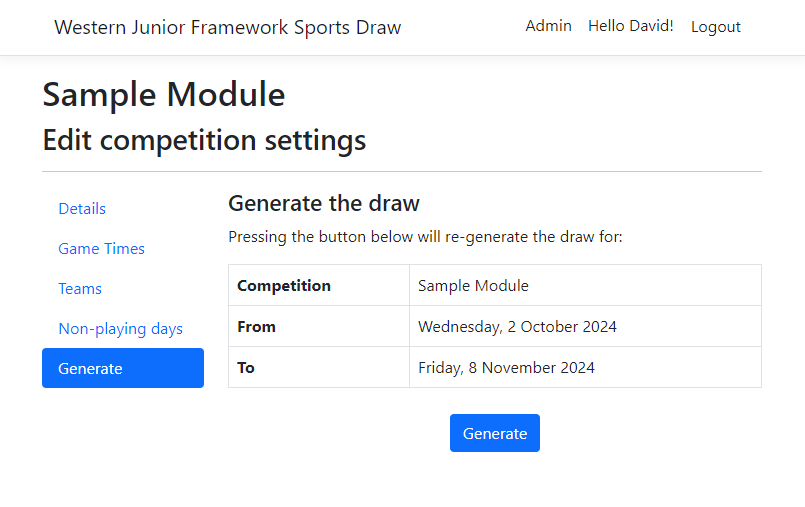 Western Junior Framework Sports Draw Admin Hello David! Logout
Sample Module
Edit competition settings
Details
Game Times
Teams
Non-playing days
Generate
Generate the draw
Pressing the button below will re-generate the draw for:
Competition Sample Module
From Wednesday, 2 October 2024
To Friday, 8 November 2024
Generate